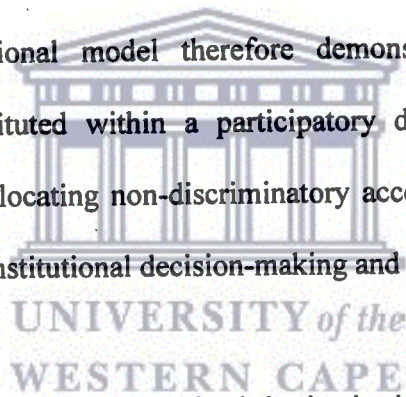 ional model therefore demons
ituted within a participatory d
locating non-discriminatory acce
nstitutional decision-making and
UNIVERSITY of the
WESTERN CAPE